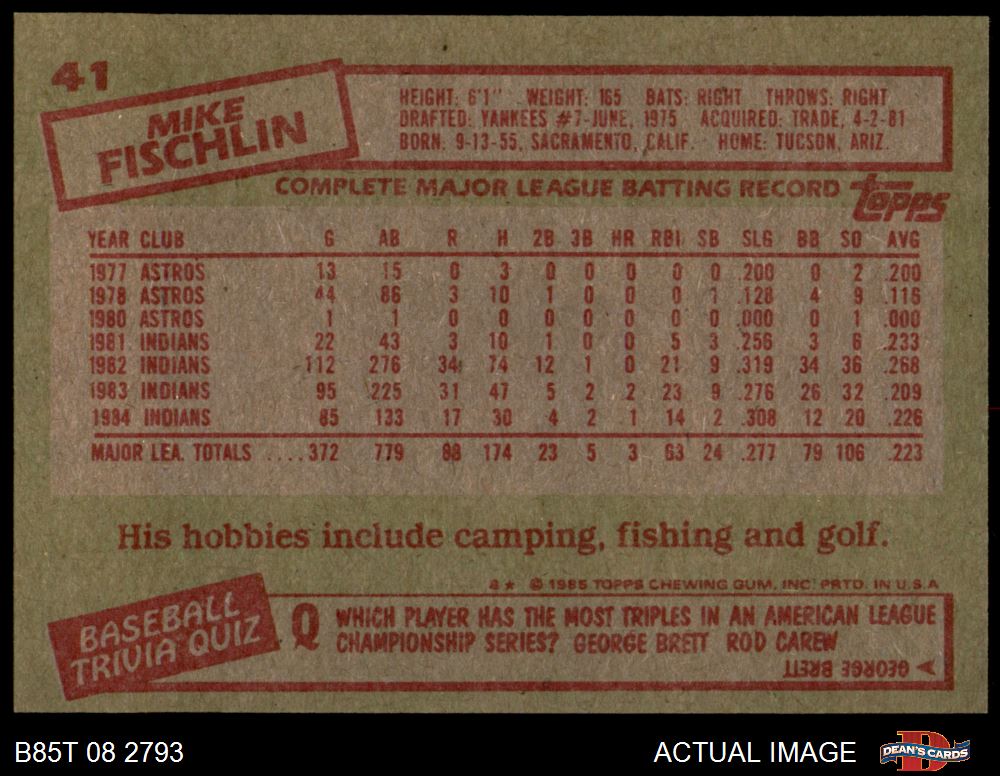 41
MIKE
FISCHLIN
HEIGHT: 6'1" WEIGHT: 165 BATS: RIGHT THROWS: RIGHT
DRAFTED: YANKEES #7-JUNE, 1975 ACQUIRED: TRADE, 4-2-81
BORN: 9-13-55, SACRAMENTO, CALIF. HOME: TUCSON, ARIZ.
COMPLETE MAJOR LEAGUE BATTING RECORD
topps
YEAR CLUB G AB R H 2B 3B HR RBI SB SLG BB SO AVG
1977 ASTROS 13 15 0 3 0 0 0 0 0 .200 0 2 .200
1978 ASTROS 44 86 3 10 1 0 0 0 1 .128 4 9 .116
1980 ASTROS 1 1 0 0 0 0 0 0 0 .000 0 1 .000
1981 INDIANS 22 43 3 10 1 0 0 5 3 .256 3 6 .233
1982 INDIANS 112 276 34 74 12 1 0 21 9 .319 34 36 .268
1983 INDIANS 95 225 31 47 5 2 2 23 9 .276 26 32 .209
1984 INDIANS 85 133 17 30 4 2 1 14 2 .308 12 20 .226
MAJOR LEA. TOTALS ....372 779 88 174 23 5 3 63 24 .277 79 106 .223
His hobbies include camping, fishing and golf.
© 1985 TOPPS CHEWING GUM, INC. PRTD. IN U.S.A
BASEBALL
TRIVIA QUIZ
Q WHICH PLAYER HAS THE MOST TRIPLES IN AN AMERICAN LEAGUE
CHAMPIONSHIP SERIES? GEORGE BRETT ROD CAREW
A GEORGE BRETT
B85T 08 2793
ACTUAL IMAGE
D
DEAN'S CARDS